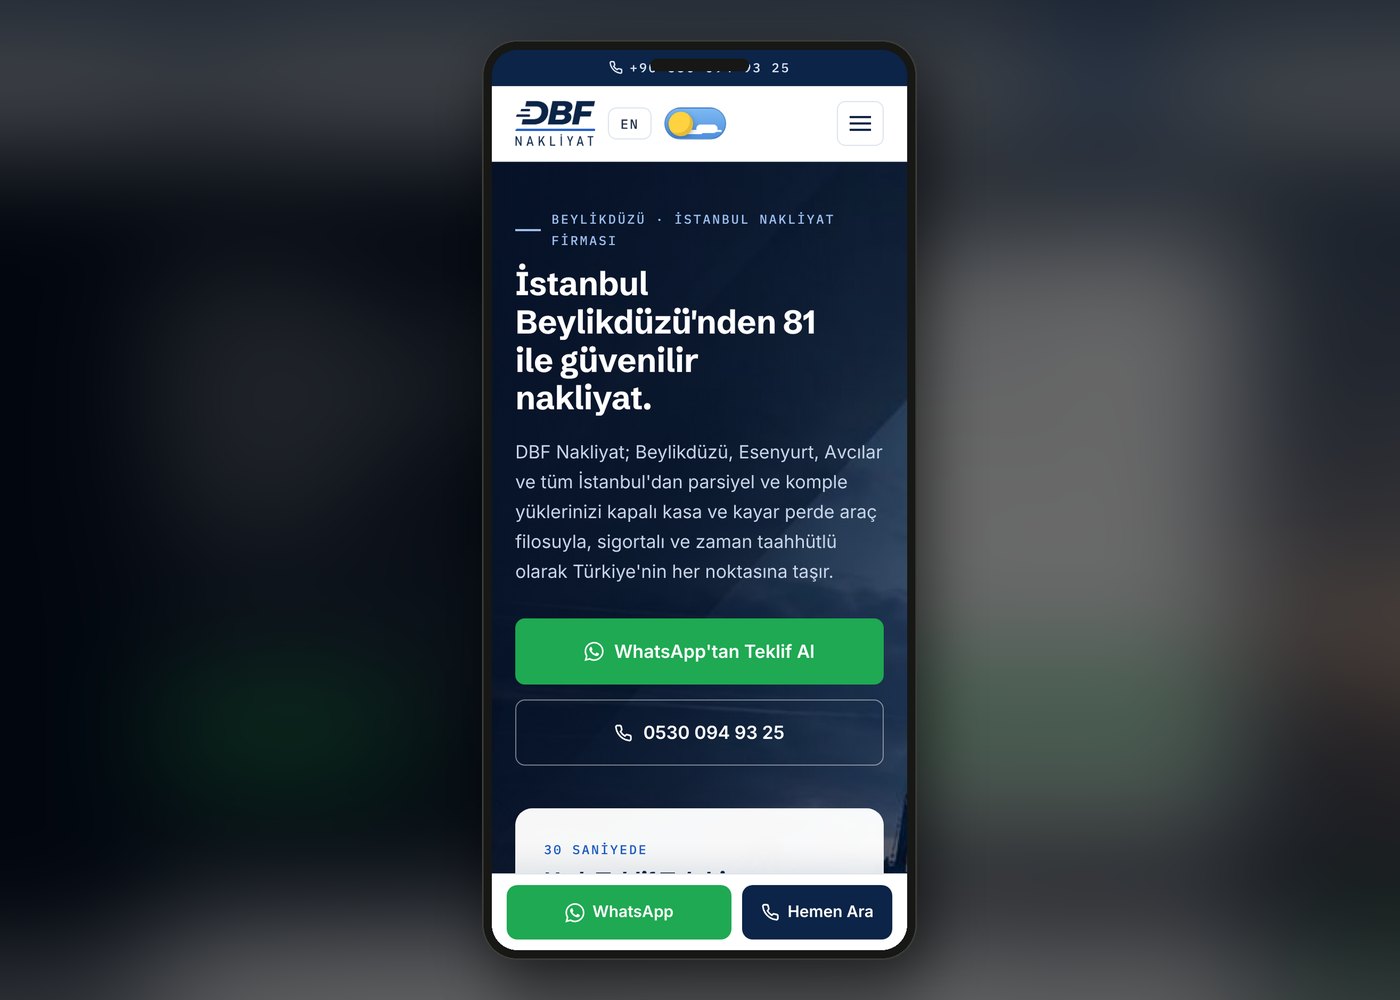 +90 93 25
DBF
NAKLİYAT
EN
BEYLİKDÜZÜ · İSTANBUL NAKLİYAT
FİRMASI
İstanbul
Beylikdüzü'nden 81
ile güvenilir
nakliyat.
DBF Nakliyat; Beylikdüzü, Esenyurt, Avcılar
ve tüm İstanbul'dan parsiyel ve komple
yüklerinizi kapalı kasa ve kayar perde araç
filosuyla, sigortalı ve zaman taahhütlü
olarak Türkiye'nin her noktasına taşır.
WhatsApp'tan Teklif Al
0530 094 93 25
30 SANİYEDE
WhatsApp
Hemen Ara